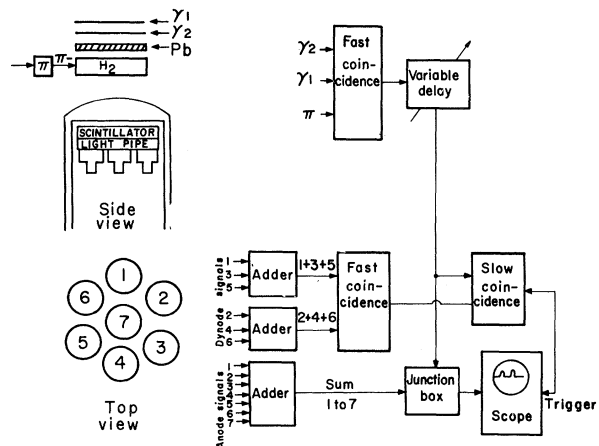 γ1
γ2
Pb
π
π-
H2
SCINTILLATOR
LIGHT PIPE
Side
view
1
6
2
7
5
3
4
Top
view
γ2
γ1
π
Fast
coin-
cidence
Variable
delay
Dynode signals
1
3
5
Adder
1+3+5
2
4
6
Adder
2+4+6
Fast
coin-
cidence
Slow
coin-
cidence
Anode signals
1
2
3
4
5
6
7
Adder
Sum
1 to 7
Junction
box
Scope
Trigger